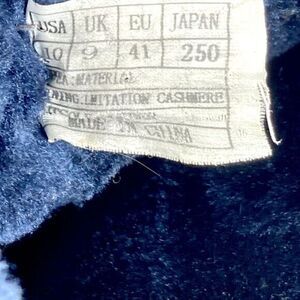 USA UK EU JAPAN
10 9 41 250
MATERIAL
LINING.IMITATION CASHMERE
MADE IN CHINA